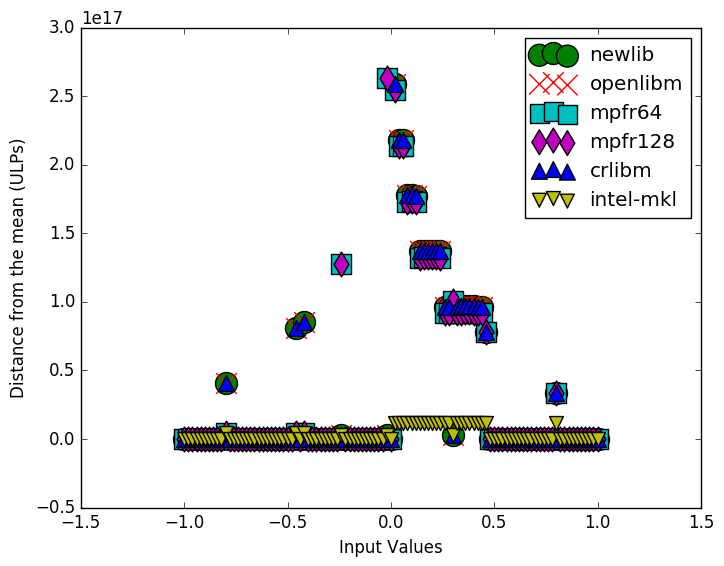 1e17
3.0
2.5
2.0
1.5
1.0
0.5
0.0
−0.5
−1.5
−1.0
−0.5
0.0
0.5
1.0
1.5
Distance from the mean (ULPs)
Input Values
newlib
openlibm
mpfr64
mpfr128
crlibm
intel-mkl